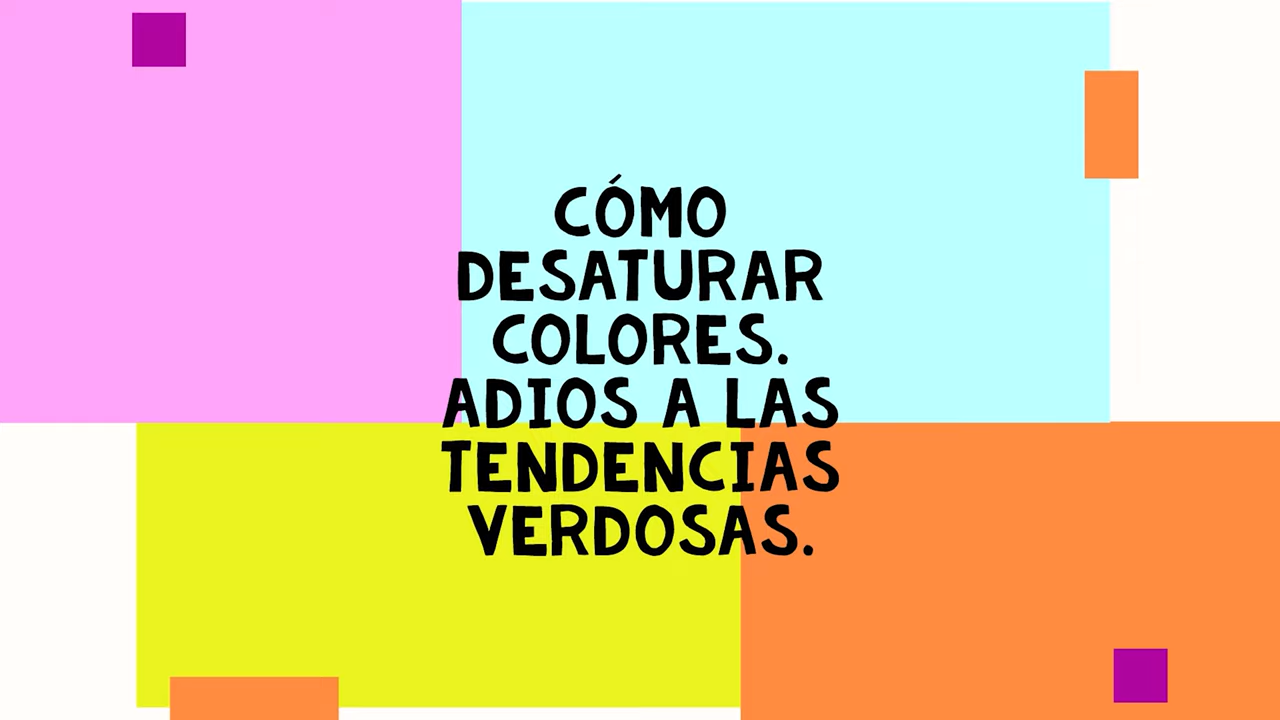 CÓMO
DESATURAR
COLORES.
ADIOS A LAS
TENDENCIAS
VERDOSAS.